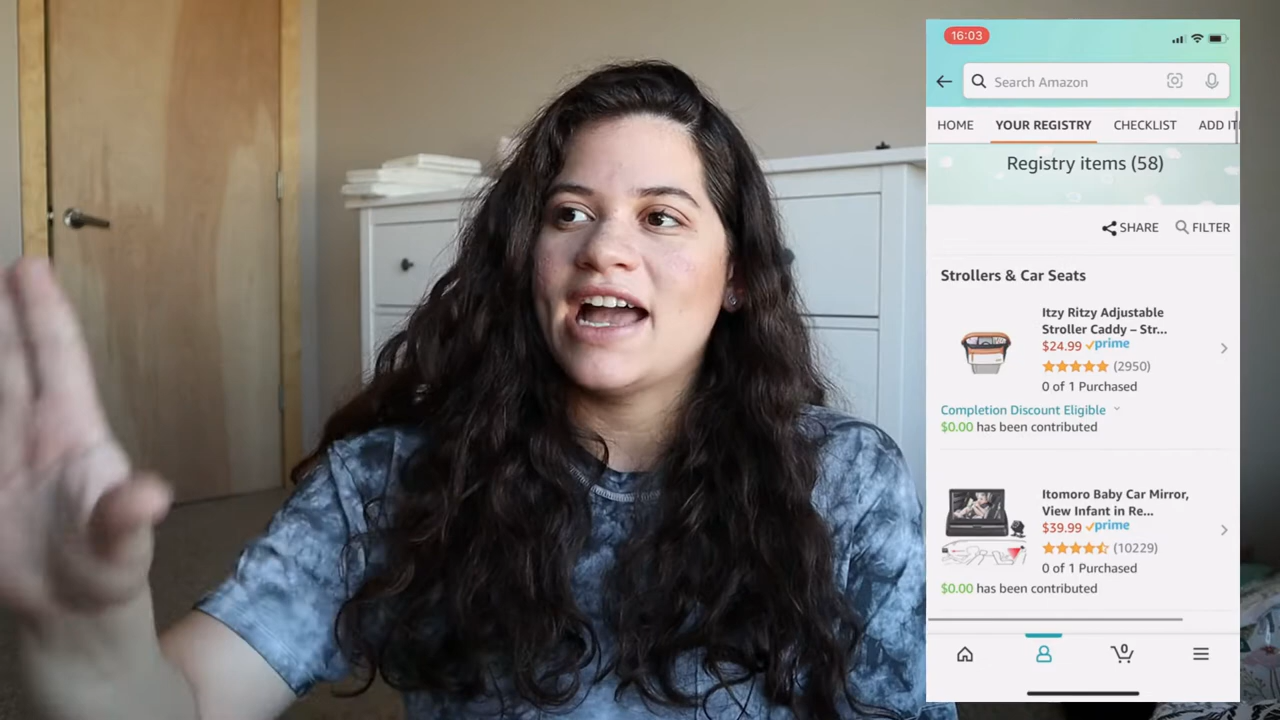 16:03
Search Amazon
HOME YOUR REGISTRY CHECKLIST ADD IT
Registry items (58)
SHARE FILTER
Strollers & Car Seats
Itzy Ritzy Adjustable
Stroller Caddy – Str...
$24.99 prime
(2950)
0 of 1 Purchased
Completion Discount Eligible
$0.00 has been contributed
Itomoro Baby Car Mirror,
View Infant in Re...
$39.99 prime
(10229)
0 of 1 Purchased
$0.00 has been contributed
0